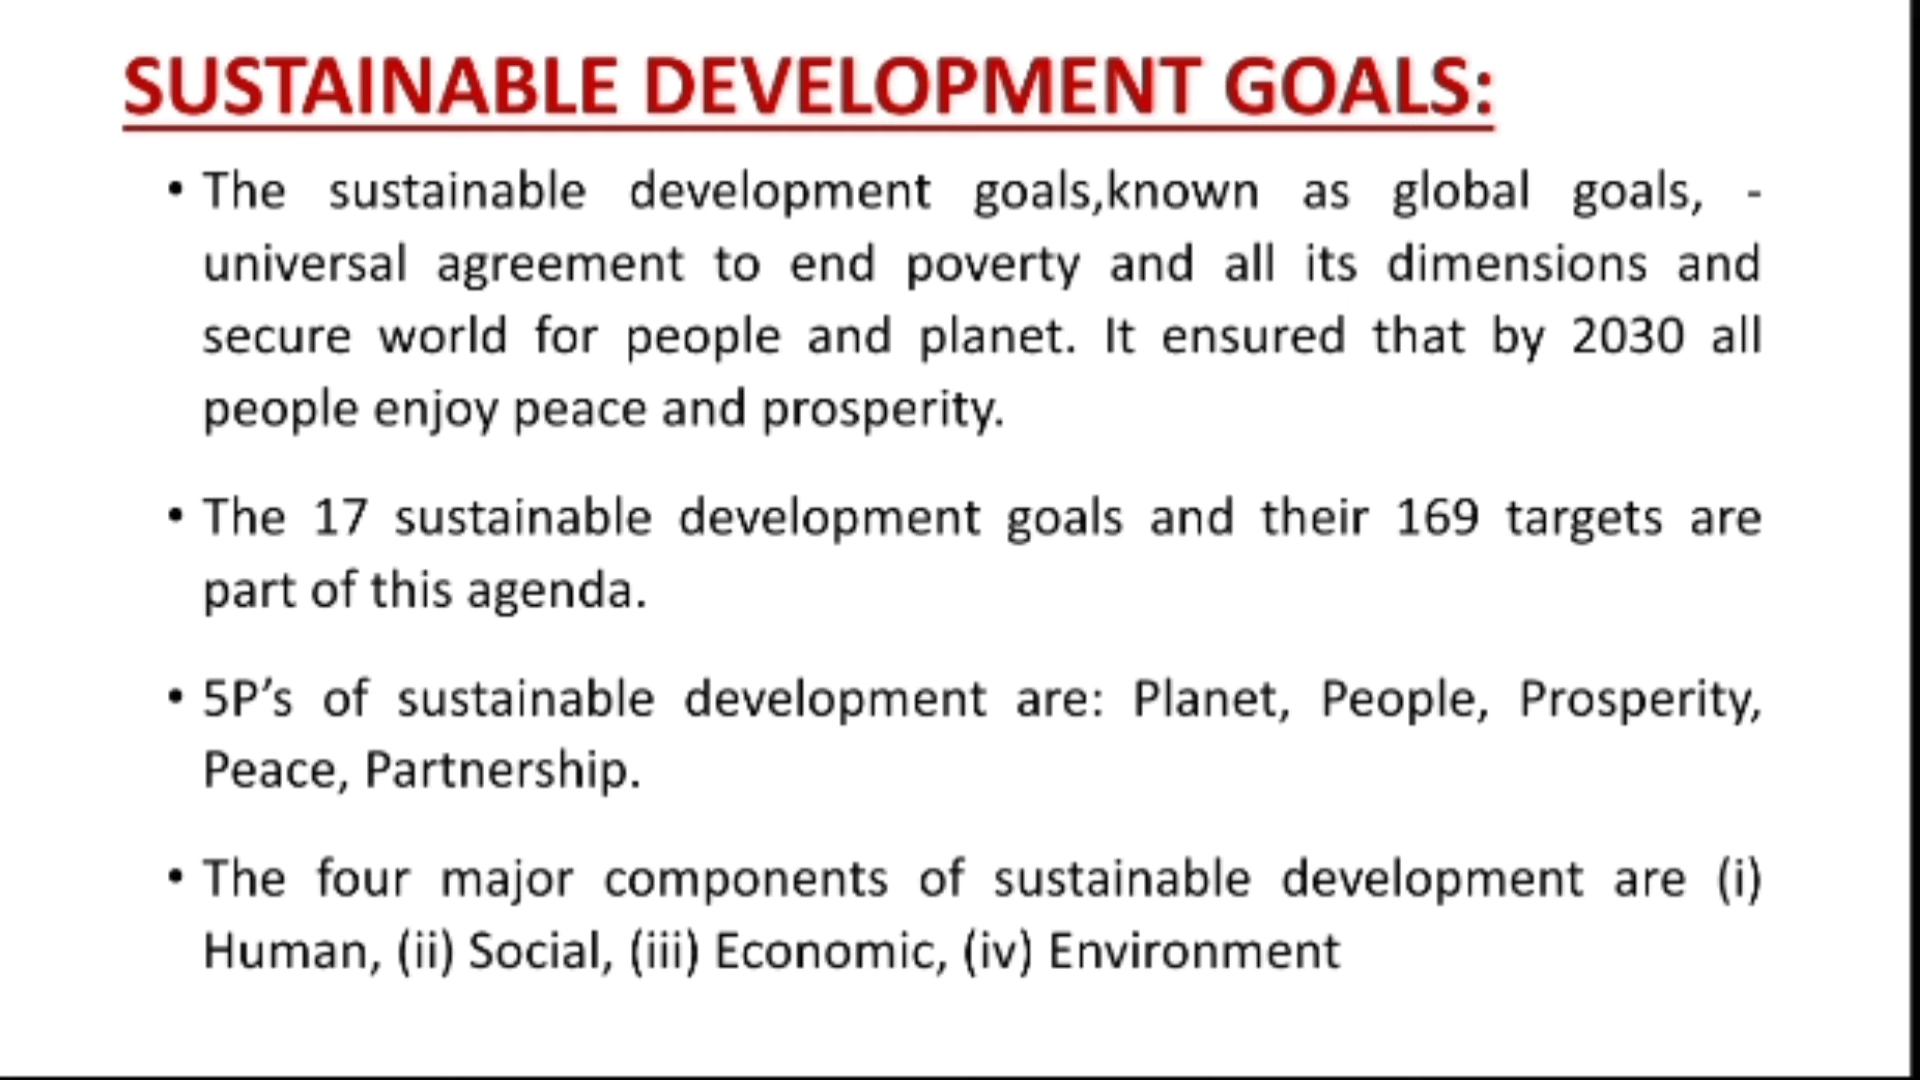 SUSTAINABLE DEVELOPMENT GOALS:
• The sustainable development goals,known as global goals, -
universal agreement to end poverty and all its dimensions and
secure world for people and planet. It ensured that by 2030 all
people enjoy peace and prosperity.
• The 17 sustainable development goals and their 169 targets are
part of this agenda.
• 5P’s of sustainable development are: Planet, People, Prosperity,
Peace, Partnership.
• The four major components of sustainable development are (i)
Human, (ii) Social, (iii) Economic, (iv) Environment